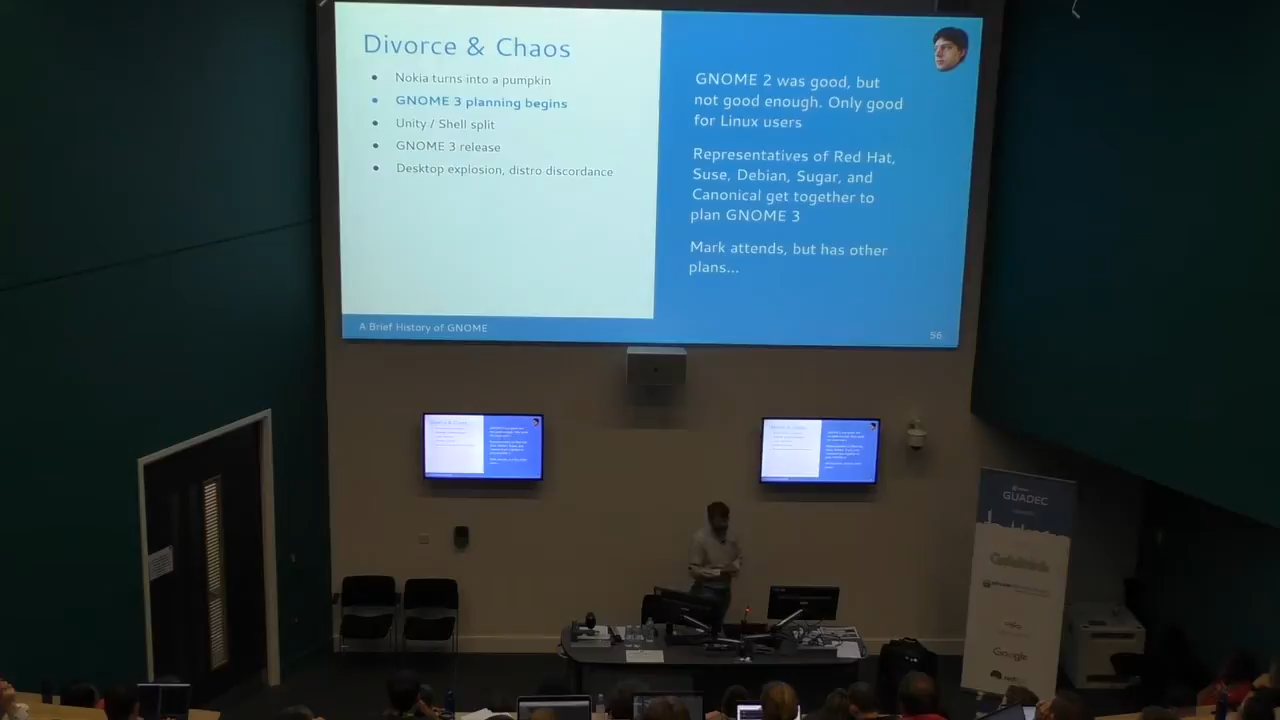 Divorce & Chaos
Nokia turns into a pumpkin
GNOME 3 planning begins
Unity / Shell split
GNOME 3 release
Desktop explosion, distro discordance
GNOME 2 was good, but
not good enough. Only good
for Linux users
Representatives of Red Hat,
Suse, Debian, Sugar, and
Canonical get together to
plan GNOME 3
Mark attends, but has other
plans...
A Brief History of GNOME
56
GUADEC
Google